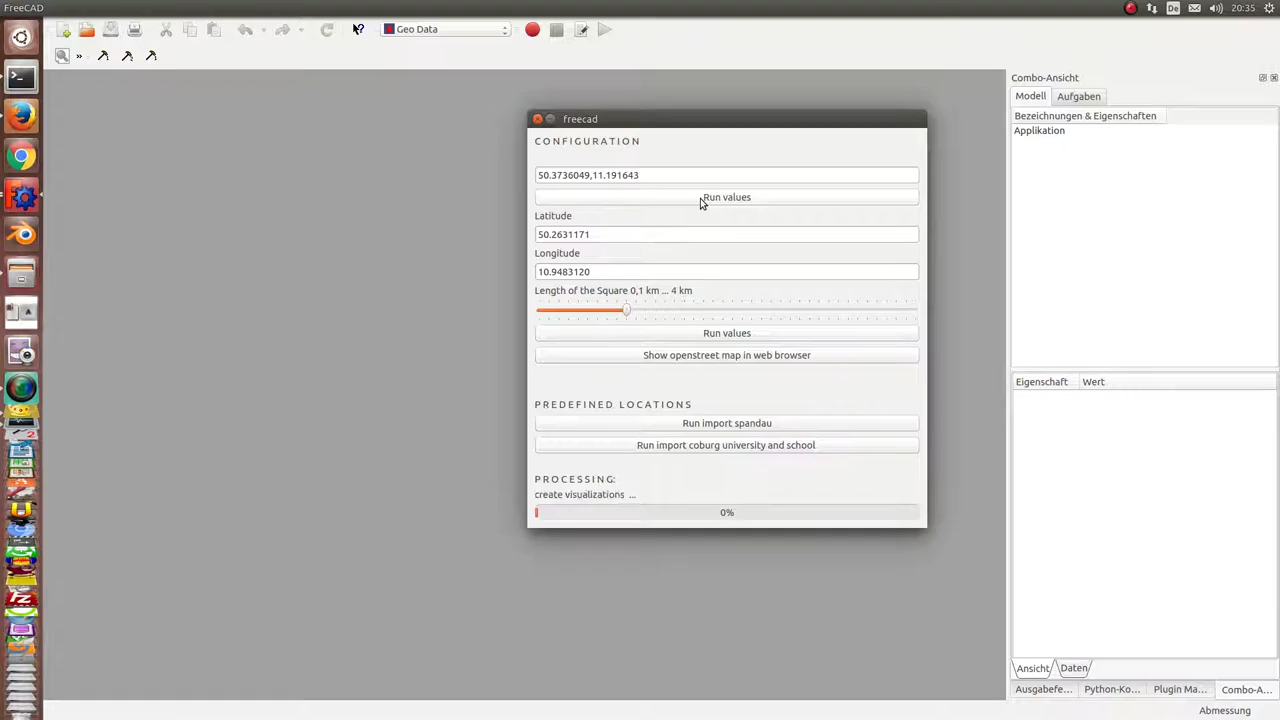 FreeCAD
De
20:35
Geo Data
»
freecad
CONFIGURATION
50.3736049,11.191643
Run values
Latitude
50.2631171
Longitude
10.9483120
Length of the Square 0,1 km ... 4 km
Run values
Show openstreet map in web browser
PREDEFINED LOCATIONS
Run import spandau
Run import coburg university and school
PROCESSING:
create visualizations ...
0%
Combo-Ansicht
Modell Aufgaben
Bezeichnungen & Eigenschaften
Applikation
Eigenschaft Wert
Ansicht Daten
Ausgabefe... Python-Ko... Plugin Ma... Combo-A...
Abmessung